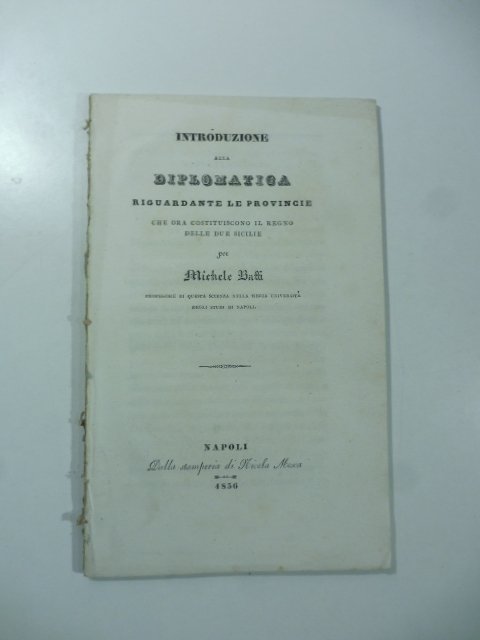 INTRODUZIONE
ALLA
DIPLOMATICA
RIGUARDANTE LE PROVINCIE
CHE ORA COSTITUISCONO IL REGNO
DELLE DUE SICILIE
per
Michele Baffi
PROFESSORE DI QUESTA SCIENZA NELLA REGIA UNIVERSITÀ
DEGLI STUDI DI NAPOLI.
NAPOLI
Dalla stamperia di Nicola Mosca
1836